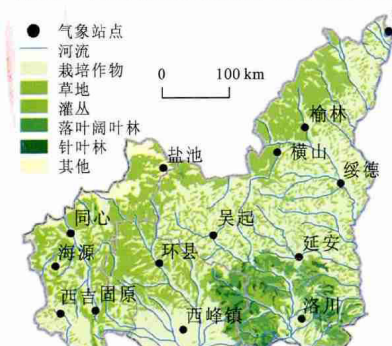 气象站点
河流
栽培作物
草地
灌丛
落叶阔叶林
针叶林
其他
0 100 km
榆林
横山
盐池
绥德
同心
吴起
延安
海源
环县
西吉
固原
西峰镇
洛川